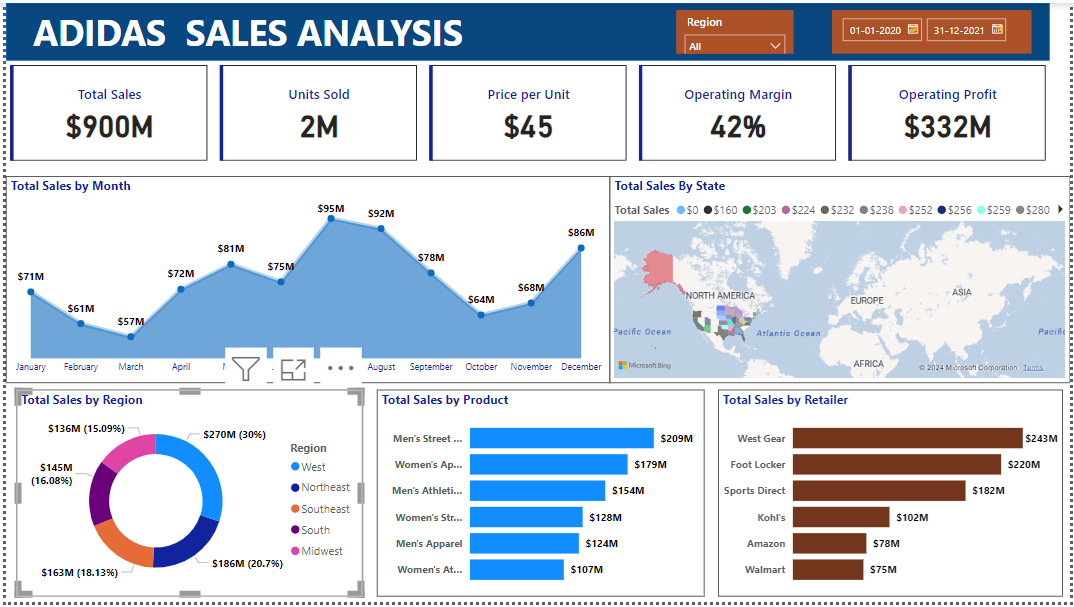 ADIDAS SALES ANALYSIS
Region
All
01-01-2020
31-12-2021
Total Sales
$900M
Units Sold
2M
Price per Unit
$45
Operating Margin
42%
Operating Profit
$332M
Total Sales by Month
$71M
$61M
$57M
$72M
$81M
$75M
$95M
$92M
$78M
$64M
$68M
$86M
January February March April August September October November December
Total Sales By State
Total Sales $0 $160 $203 $224 $232 $238 $252 $256 $259 $280
NORTH AMERICA
EUROPE
ASIA
AFRICA
Pacific Ocean
Atlantic Ocean
Pacifi
Microsoft Bing
© 2024 Microsoft Corporation Terms
Total Sales by Region
$136M (15.09%)
$270M (30%)
$145M
(16.08%)
$163M (18.13%)
$186M (20.7%)
Region
West
Northeast
Southeast
South
Midwest
Total Sales by Product
Men's Street ... $209M
Women's Ap... $179M
Men's Athleti... $154M
Women's Str... $128M
Men's Apparel $124M
Women's At... $107M
Total Sales by Retailer
West Gear $243M
Foot Locker $220M
Sports Direct $182M
Kohl's $102M
Amazon $78M
Walmart $75M